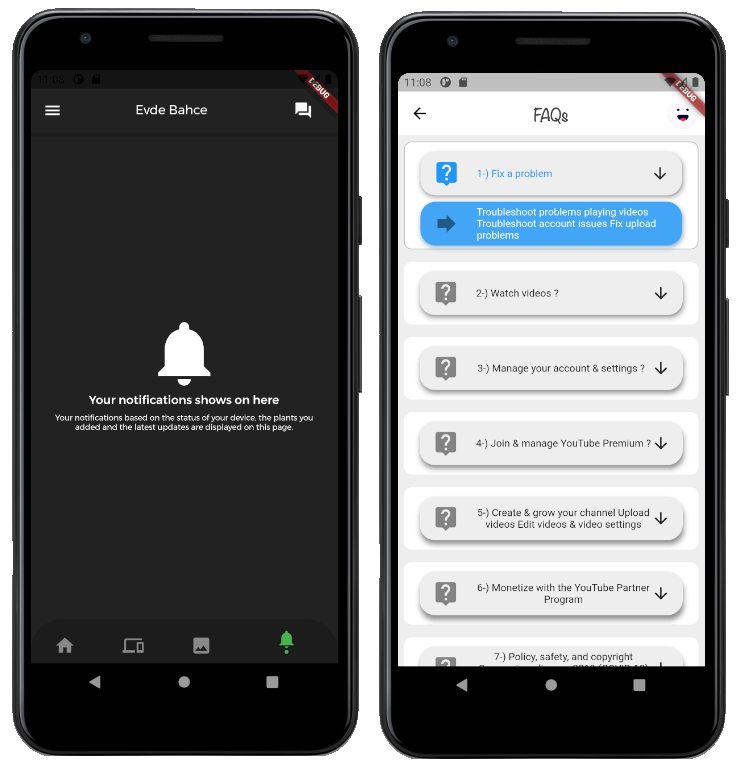 11:08
DEBUG
Evde Bahce
Your notifications shows on here
Your notifications based on the status of your device, the plants you
added and the latest updates are displayed on this page.
11:08
DEBUG
FAQs
1-) Fix a problem
Troubleshoot problems playing videos
Troubleshoot account issues Fix upload
problems
2-) Watch videos ?
3-) Manage your account & settings ?
4-) Join & manage YouTube Premium ?
5-) Create & grow your channel Upload
videos Edit videos & video settings
6-) Monetize with the YouTube Partner
Program
7-) Policy, safety, and copyright